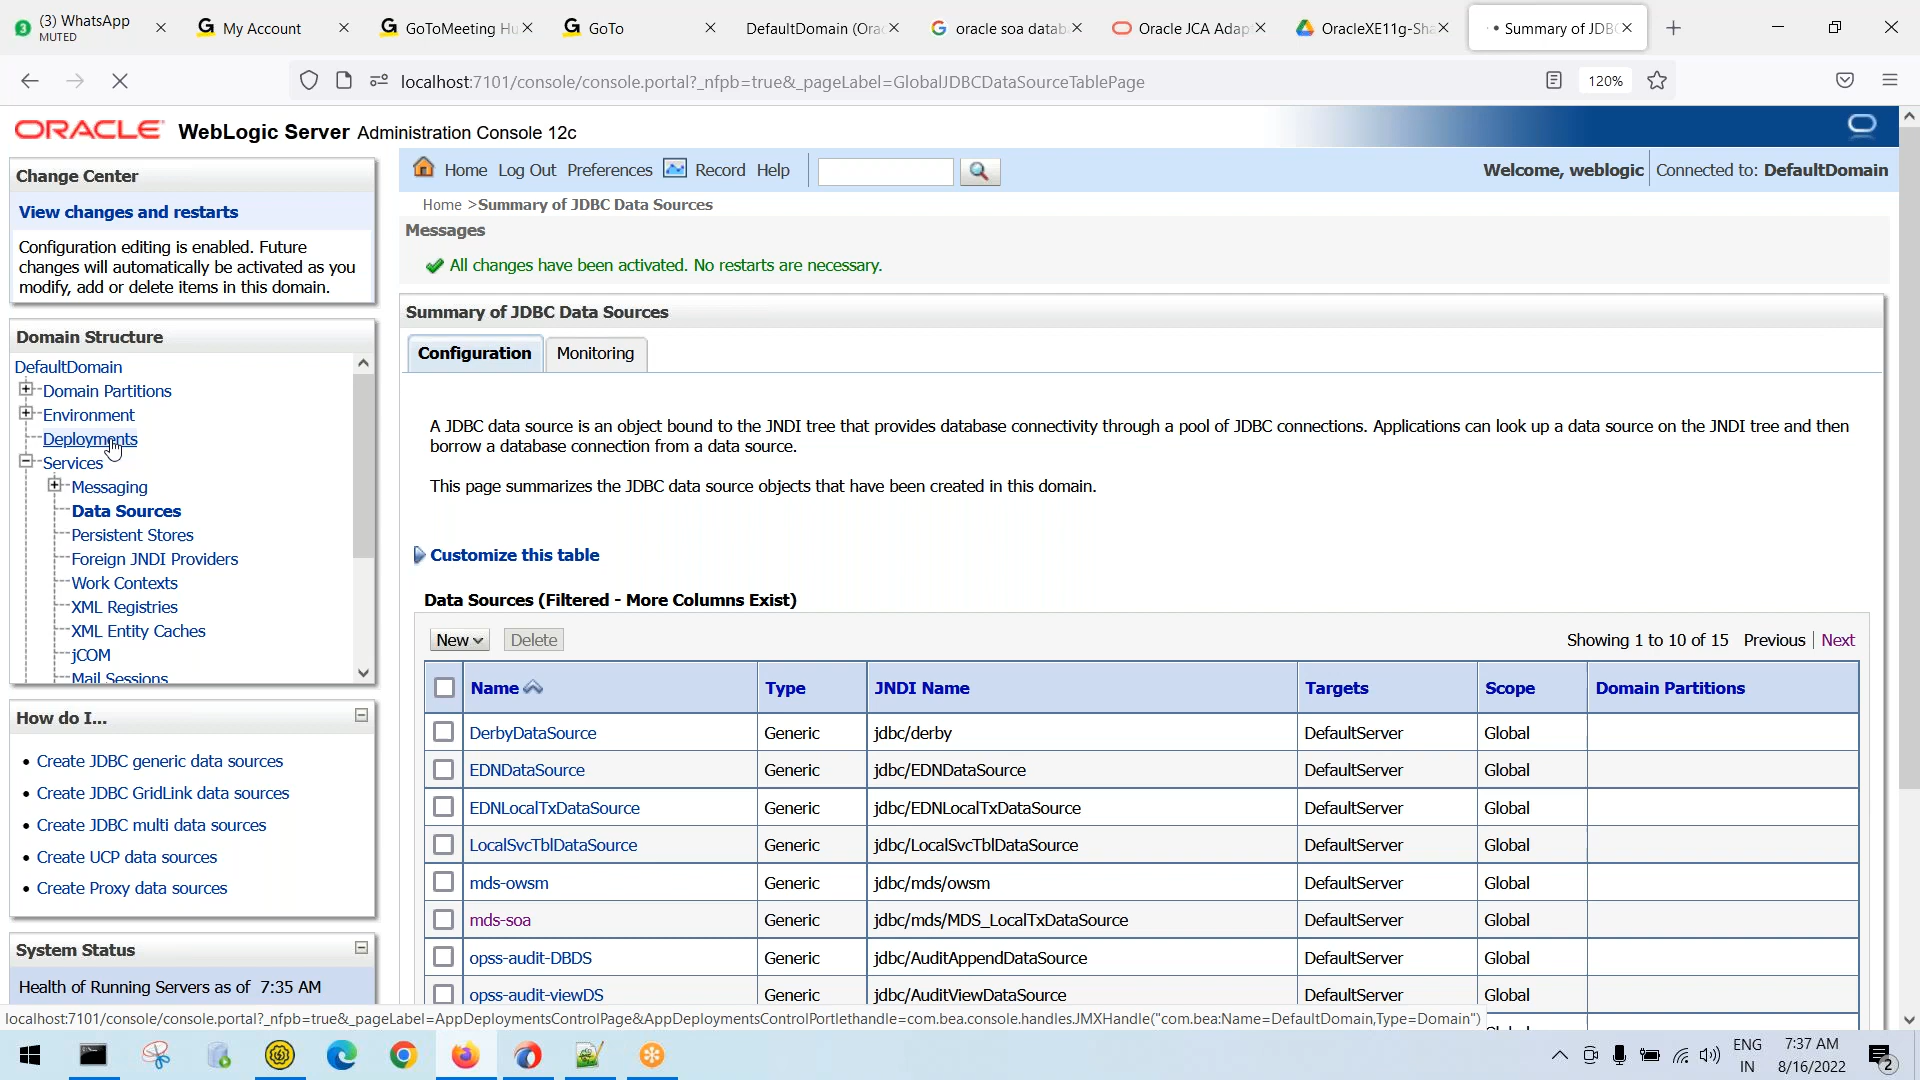 (3) WhatsApp
MUTED
My Account
GoToMeeting Hu
GoTo
DefaultDomain (Orac
oracle soa datab
Oracle JCA Adap
OracleXE11g-Sha
Summary of JDBC
localhost:7101/console/console.portal?_nfpb=true&_pageLabel=GlobalJDBCDataSourceTablePage
120%
ORACLE WebLogic Server Administration Console 12c
Change Center
View changes and restarts
Configuration editing is enabled. Future
changes will automatically be activated as you
modify, add or delete items in this domain.
Domain Structure
DefaultDomain
Domain Partitions
Environment
Deployments
Services
Messaging
Data Sources
Persistent Stores
Foreign JNDI Providers
Work Contexts
XML Registries
XML Entity Caches
jCOM
Mail Sessions
How do I...
Create JDBC generic data sources
Create JDBC GridLink data sources
Create JDBC multi data sources
Create UCP data sources
Create Proxy data sources
System Status
Health of Running Servers as of 7:35 AM
Home Log Out Preferences Record Help
Welcome, weblogic Connected to: DefaultDomain
Home >Summary of JDBC Data Sources
Messages
All changes have been activated. No restarts are necessary.
Summary of JDBC Data Sources
Configuration Monitoring
A JDBC data source is an object bound to the JNDI tree that provides database connectivity through a pool of JDBC connections. Applications can look up a data source on the JNDI tree and then
borrow a database connection from a data source.
This page summarizes the JDBC data source objects that have been created in this domain.
Customize this table
Data Sources (Filtered - More Columns Exist)
New Delete Showing 1 to 10 of 15 Previous Next
Name Type JNDI Name Targets Scope Domain Partitions
DerbyDataSource Generic jdbc/derby DefaultServer Global
EDNDataSource Generic jdbc/EDNDataSource DefaultServer Global
EDNLocalTxDataSource Generic jdbc/EDNLocalTxDataSource DefaultServer Global
LocalSvcTblDataSource Generic jdbc/LocalSvcTblDataSource DefaultServer Global
mds-owsm Generic jdbc/mds/owsm DefaultServer Global
mds-soa Generic jdbc/mds/MDS_LocalTxDataSource DefaultServer Global
opss-audit-DBDS Generic jdbc/AuditAppendDataSource DefaultServer Global
opss-audit-viewDS Generic jdbc/AuditViewDataSource DefaultServer Global
localhost:7101/console/console.portal?_nfpb=true&_pageLabel=AppDeploymentsControlPage&AppDeploymentsControlPortlethandle=com.bea.console.handles.JMXHandle("com.bea:Name=DefaultDomain,Type=Domain")
ENG
IN
7:37 AM
8/16/2022
2